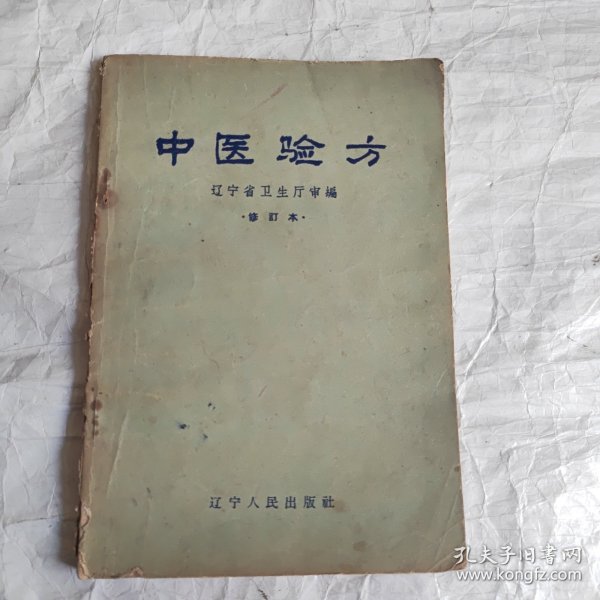 中医验方
辽宁省卫生厅审编
·修訂本·
辽宁人民出版社
孔夫子旧书网
www.kongfz.com